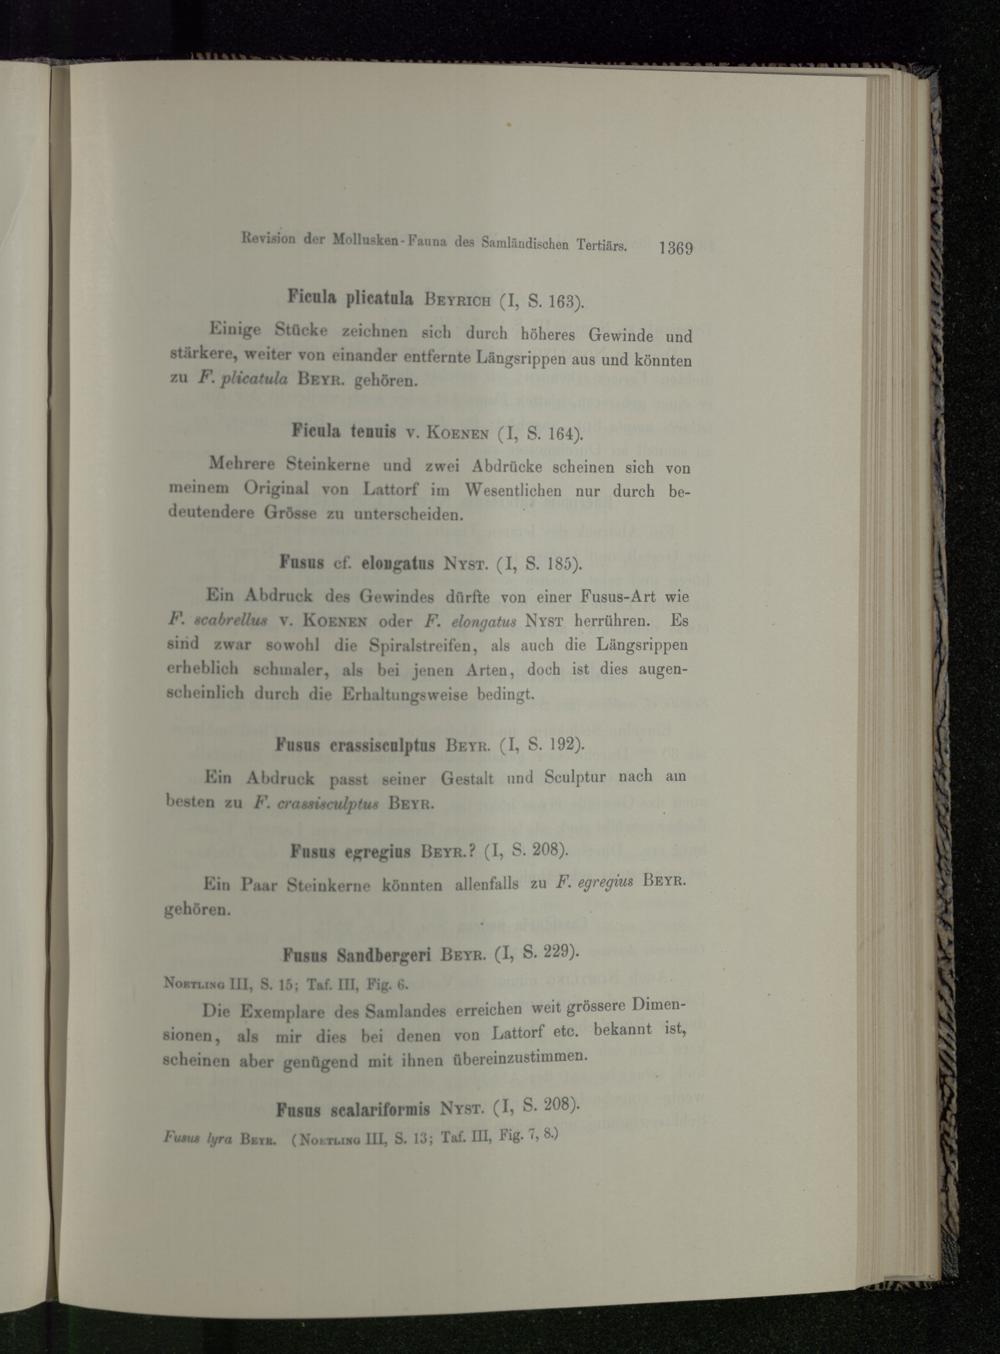 Revision der Mollusken-Fauna des Samländischen Tertiärs. 1369
Ficula plicatula BEYRICH (I, S. 163).
Einige Stücke zeichnen sich durch höheres Gewinde und
stärkere, weiter von einander entfernte Längsrippen aus und könnten
zu F. plicatula BEYR. gehören.
Ficula tenuis v. KOENEN (I, S. 164).
Mehrere Steinkerne und zwei Abdrücke scheinen sich von
meinem Original von Lattorf im Wesentlichen nur durch be-
deutendere Grösse zu unterscheiden.
Fusus cf. elongatus NYST. (I, S. 185).
Ein Abdruck des Gewindes dürfte von einer Fusus-Art wie
F. scabrellus v. KOENEN oder F. elongatus NYST herrühren. Es
sind zwar sowohl die Spiralstreifen, als auch die Längsrippen
erheblich schmaler, als bei jenen Arten, doch ist dies augen-
scheinlich durch die Erhaltungsweise bedingt.
Fusus crassisculptus BEYR. (I, S. 192).
Ein Abdruck passt seiner Gestalt und Sculptur nach am
besten zu F. crassisculptus BEYR.
Fusus egregius BEYR.? (I, S. 208).
Ein Paar Steinkerne könnten allenfalls zu F. egregius BEYR.
gehören.
Fusus Sandbergeri BEYR. (I, S. 229).
NOETLING III, S. 15; Taf. III, Fig. 6.
Die Exemplare des Samlandes erreichen weit grössere Dimen-
sionen, als mir dies bei denen von Lattorf etc. bekannt ist,
scheinen aber genügend mit ihnen übereinzustimmen.
Fusus scalariformis NYST. (I, S. 208).
Fusus lyra BEYR. (NOETLING III, S. 13; Taf. III, Fig. 7, 8.)